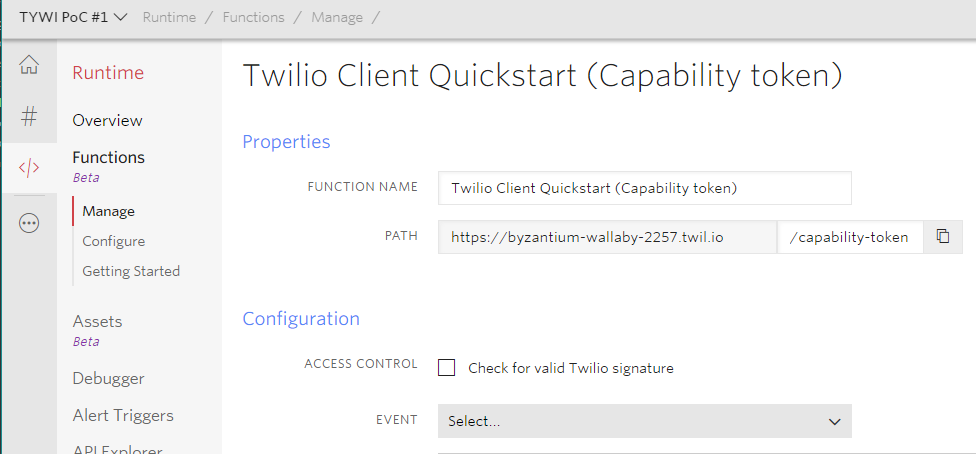 TYWI PoC #1 Runtime / Functions / Manage /
Runtime
Overview
Functions
Beta
Manage
Configure
Getting Started
Assets
Beta
Debugger
Alert Triggers
API Explorer
Twilio Client Quickstart (Capability token)
Properties
FUNCTION NAME Twilio Client Quickstart (Capability token)
PATH https://byzantium-wallaby-2257.twil.io /capability-token
Configuration
ACCESS CONTROL Check for valid Twilio signature
EVENT Select...